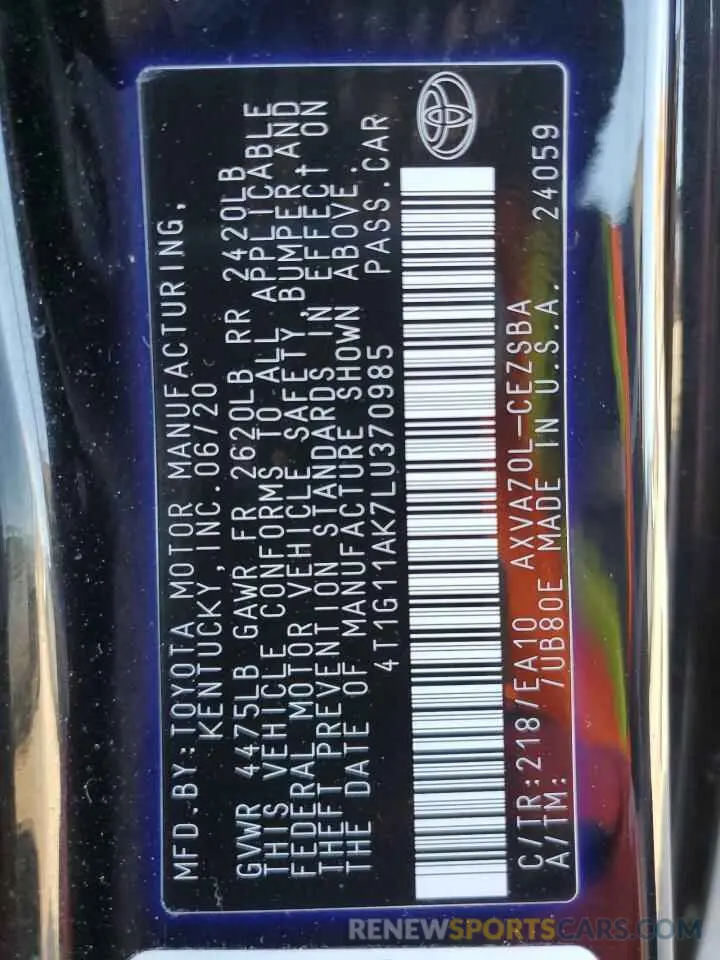 MFD.BY:TOYOTA MOTOR MANUFACTURING,
KENTUCKY,INC.06/20
GVWR 4475LB GAWR FR 2620LB RR 2420LB
THIS VEHICLE CONFORMS TO ALL APPLICABLE
FEDERAL MOTOR VEHICLE SAFETY,BUMPER AND
THEFT PREVENTION STANDARDS IN EFFECT ON
THE DATE OF MANUFACTURE SHOWN ABOVE.
4T1G11AK7LU370985 PASS.CAR
C/TR:218/EA10 AXVA70L-CEZSBA
A/TM: /UB80E MADE IN U.S.A. 24059
RENEWSPORTSCARS.COM